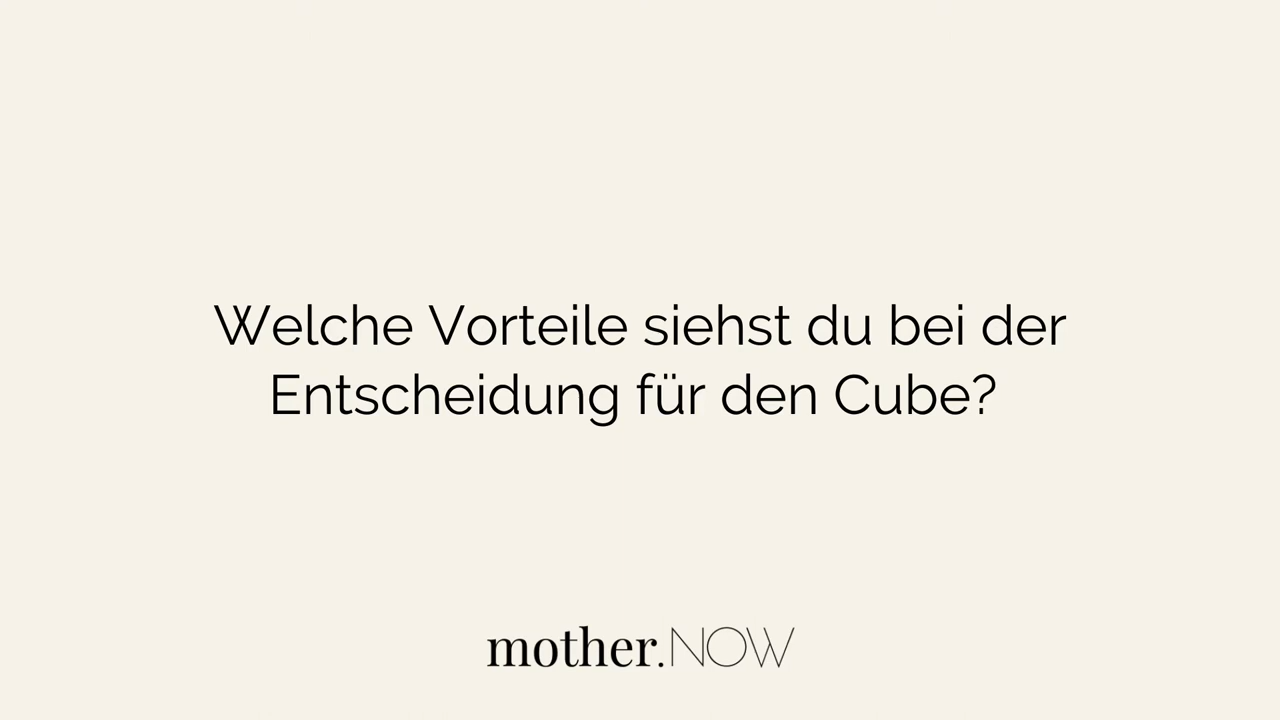 Welche Vorteile siehst du bei der
Entscheidung für den Cube?
mother.NOW